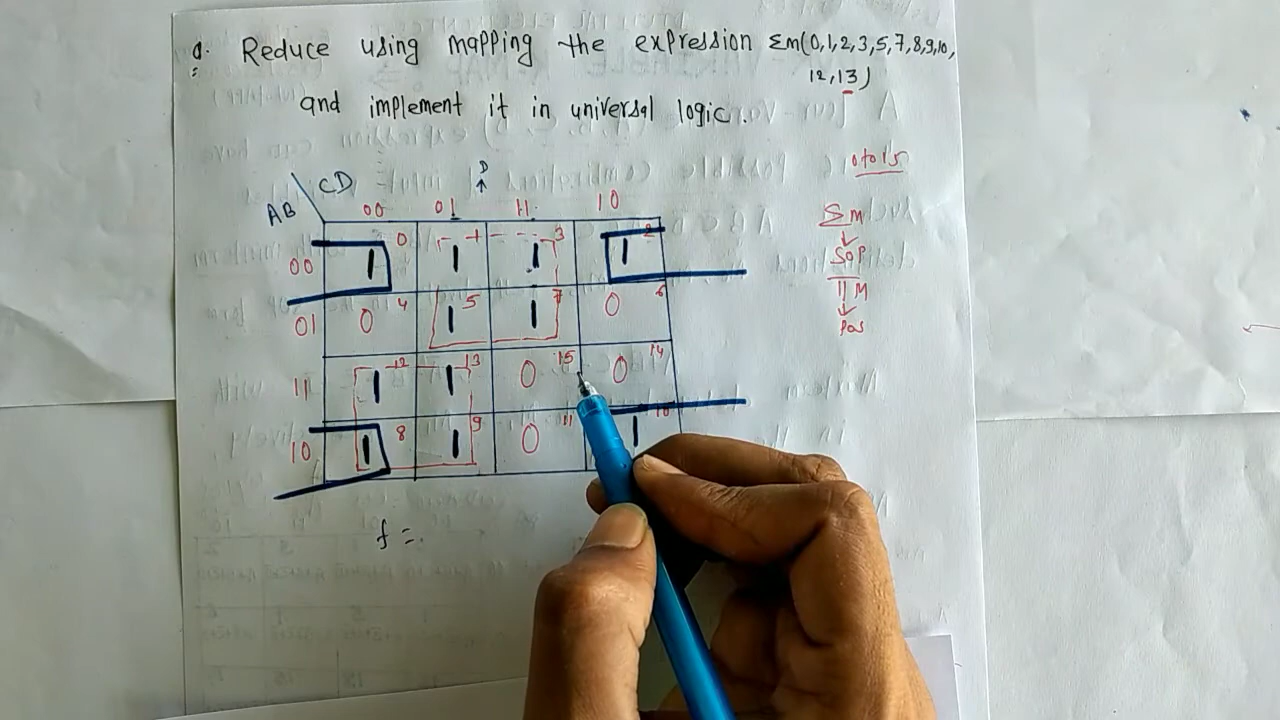 Q. Reduce using mapping the expression Σm(0,1,2,3,5,7,8,9,10,
12,13)
and implement it in universal logic.
0 to 15
D
↑
CD
AB
00 01 11 10
00 1 0 1 1 1 3 1 2
01 0 4 1 5 1 7 0 6
11 1 12 1 13 0 15 0 14
10 1 8 1 9 0 11 1 10
Σm
↓
SOP
πM
↓
Pos
f =